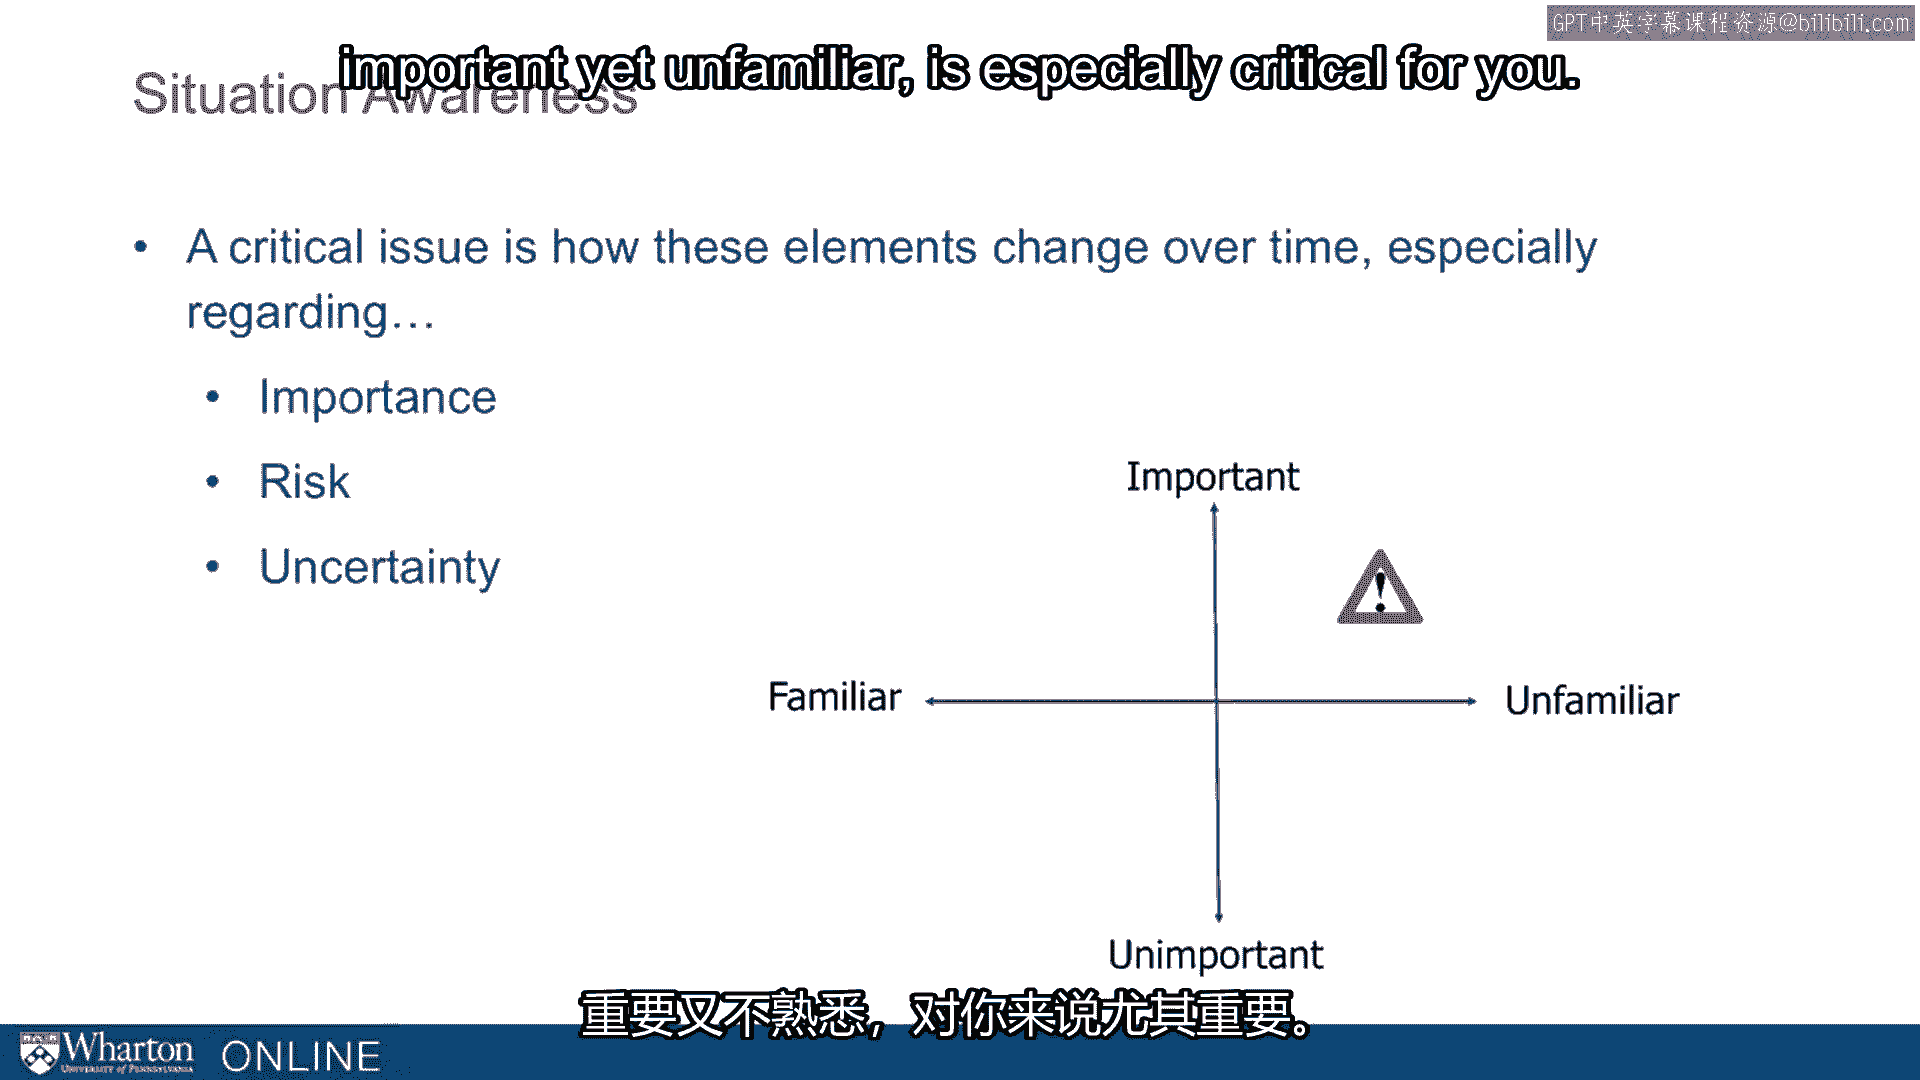 GPT中英字幕课程资源@bilibili.com
important yet unfamiliar, is especially critical for you.
Situation Awareness
• A critical issue is how these elements change over time, especially
regarding…
• Importance
• Risk
• Uncertainty
Important
Familiar
Unfamiliar
Unimportant
重要又不熟悉，对你来说尤其重要。
Wharton ONLINE
UNIVERSITY of PENNSYLVANIA